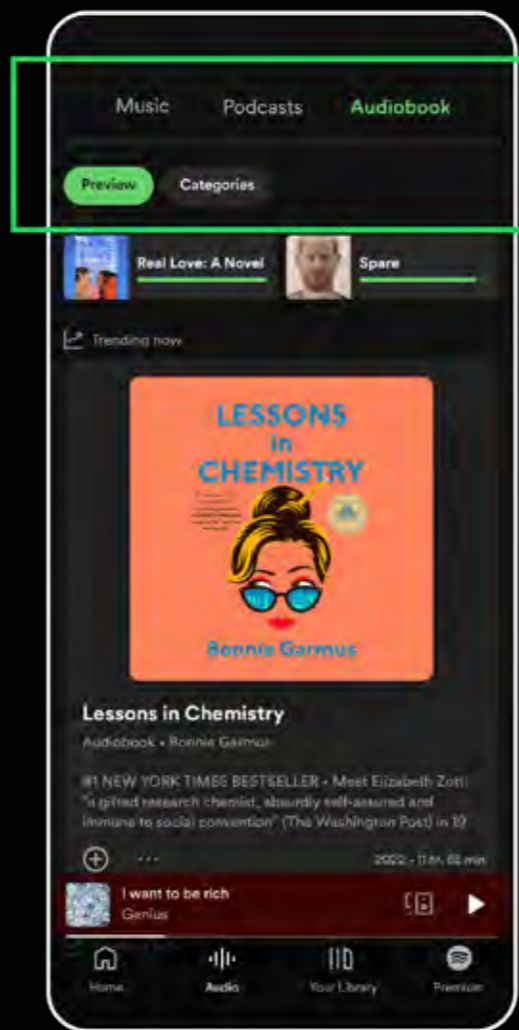 Music Podcasts Audiobook
Preview Categories
Real Love: A Novel Spare
Trending now
LESSONS
in
CHEMISTRY
Bonnie Garmus
Lessons in Chemistry
Audiobook • Bonnie Garmus
#1 NEW YORK TIMES BESTSELLER • Meet Elizabeth Zott:
"a gifted research chemist, absurdly self-assured and
immune to social convention" (The Washington Post) in 19
2022 • 11 hr, 55 min
I want to be rich
Genius
Home Audio Your Library Premium